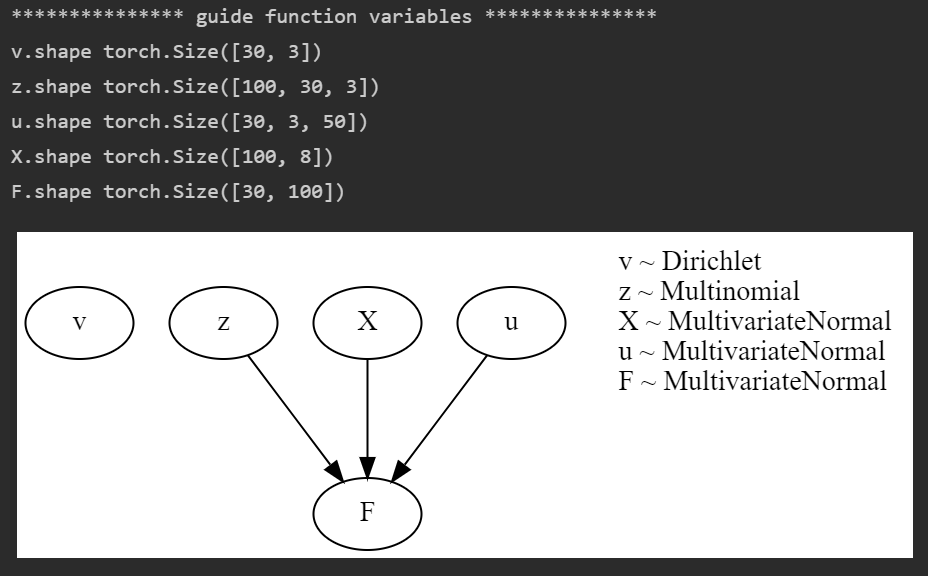 *************** guide function variables ***************
v.shape torch.Size([30, 3])
z.shape torch.Size([100, 30, 3])
u.shape torch.Size([30, 3, 50])
X.shape torch.Size([100, 8])
F.shape torch.Size([30, 100])
v ~ Dirichlet
z ~ Multinomial
X ~ MultivariateNormal
u ~ MultivariateNormal
F ~ MultivariateNormal
v z X u
F